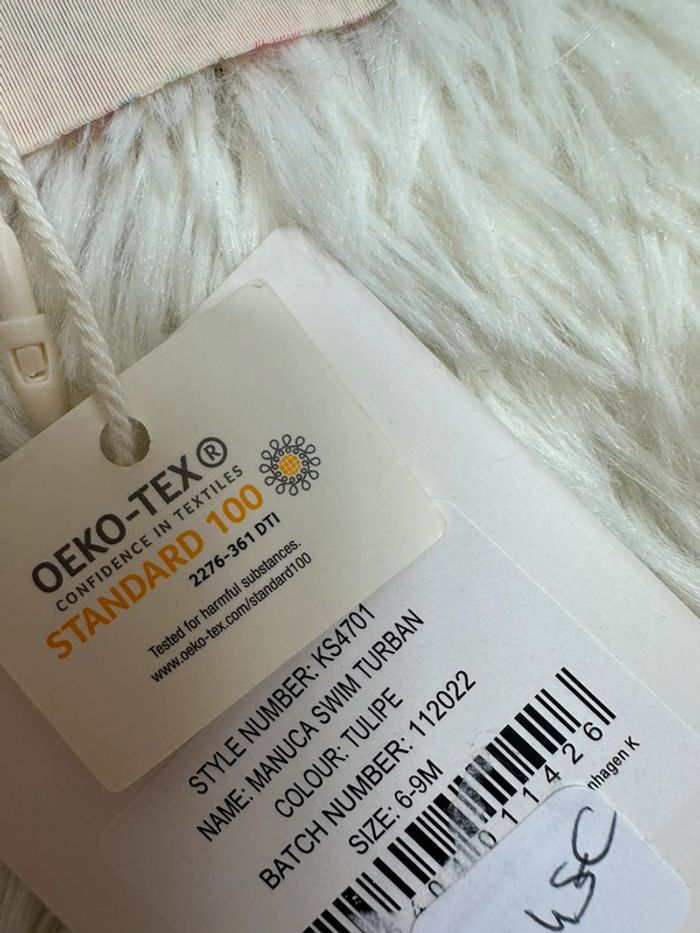 OEKO-TEX®
CONFIDENCE IN TEXTILES
STANDARD 100
2276-361 DTI
Tested for harmful substances.
www.oeko-tex.com/standard100
STYLE NUMBER: KS4701
NAME: MANUCA SWIM TURBAN
COLOUR: TULIPE
BATCH NUMBER: 112022
SIZE: 6-9M
011426
nhagen K